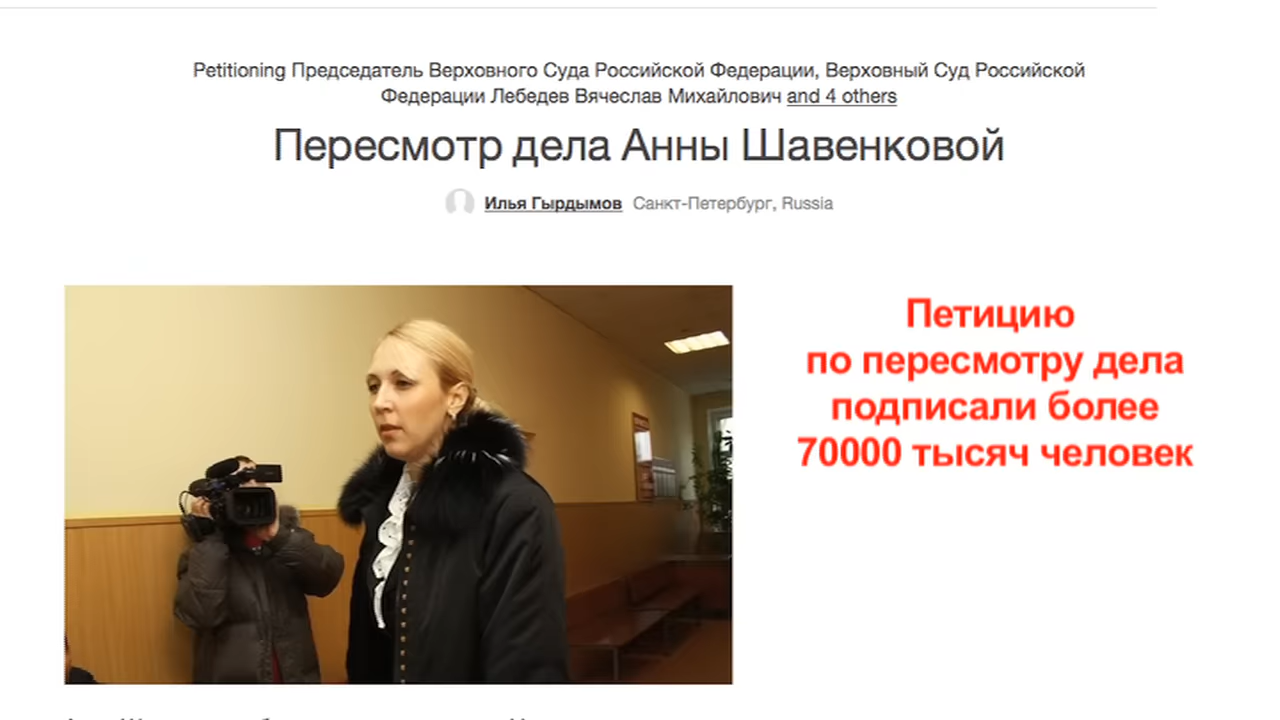 Petitioning Председатель Верховного Суда Российской Федерации, Верховный Суд Российской
Федерации Лебедев Вячеслав Михайлович and 4 others
Пересмотр дела Анны Шавенковой
Илья Гырдымов Санкт-Петербург, Russia
Петицию
по пересмотру дела
подписали более
70000 тысяч человек